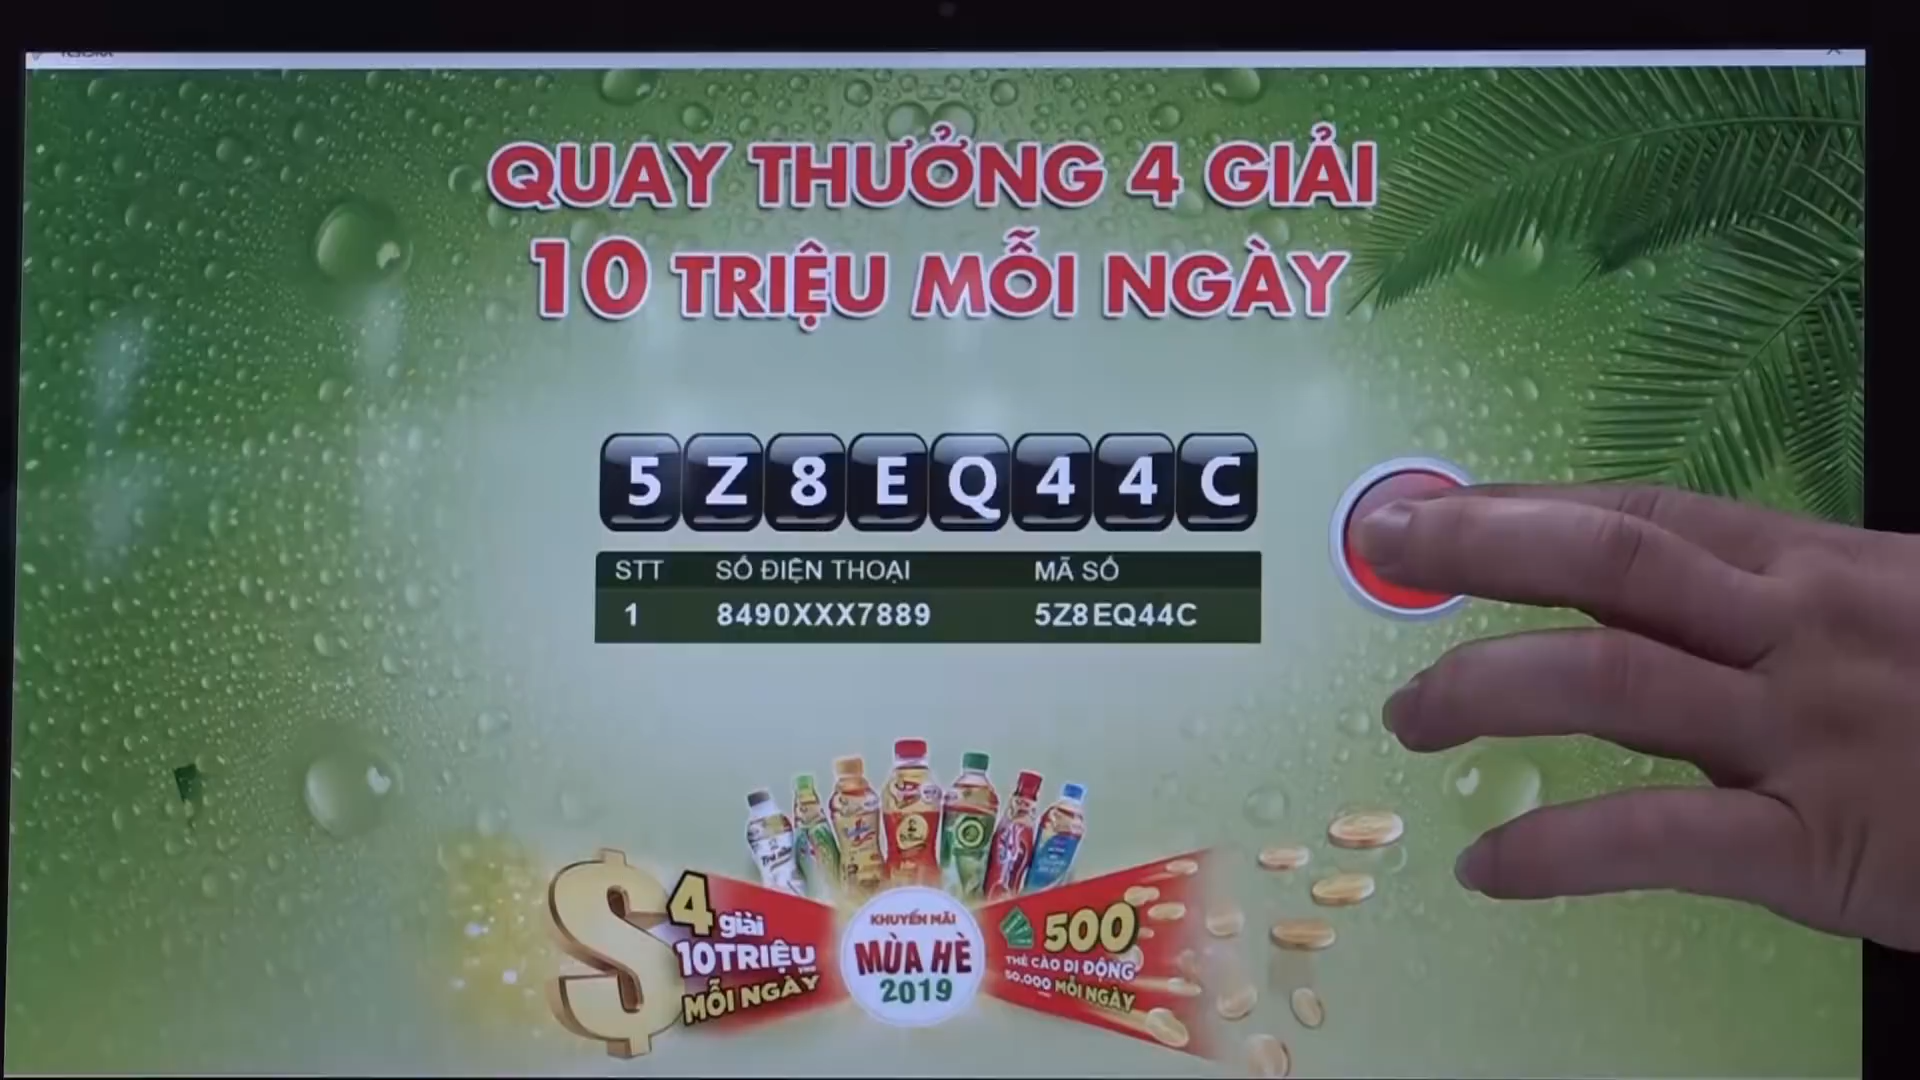 QUAY THƯỞNG 4 GIẢI
10 TRIỆU MỖI NGÀY
5Z8EQ44C
STT SỐ ĐIỆN THOẠI MÃ SỐ
1 8490XXX7889 5Z8EQ44C
4 giải
10 TRIỆU
MỖI NGÀY
KHUYẾN MÃI
MÙA HÈ
2019
500
THẺ CÀO DI ĐỘNG
50.000 MỖI NGÀY